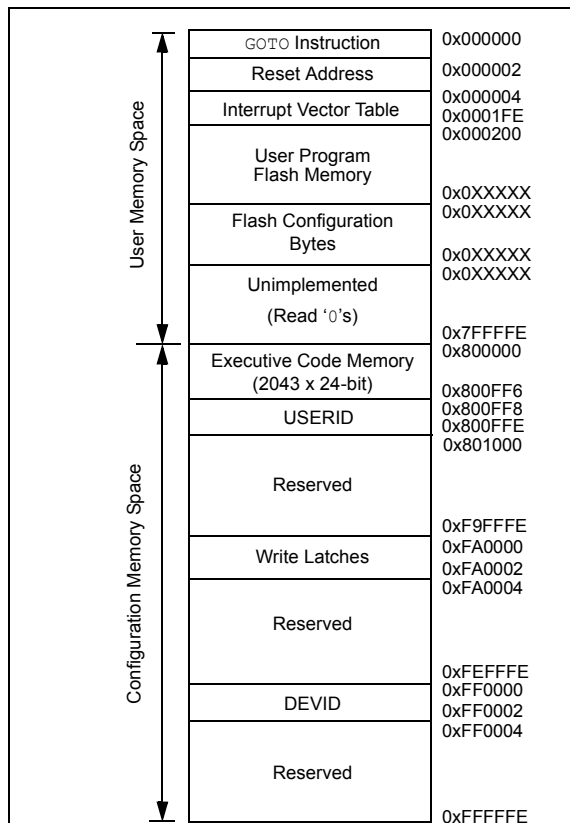 GOTO Instruction
0x000000
Reset Address
0x000002
Interrupt Vector Table
0x000004
0x0001FE
User Program
Flash Memory
0x000200
0x0XXXXX
Flash Configuration
Bytes
0x0XXXXX
0x0XXXXX
Unimplemented
(Read ‘0’s)
0x0XXXXX
0x7FFFFE
User Memory Space
Executive Code Memory
(2043 x 24-bit)
0x800000
0x800FF6
USERID
0x800FF8
0x800FFE
Reserved
0x801000
0xF9FFFE
Write Latches
0xFA0000
0xFA0002
Reserved
0xFA0004
0xFEFFFE
DEVID
0xFF0000
0xFF0002
Reserved
0xFF0004
0xFFFFFE
Configuration Memory Space